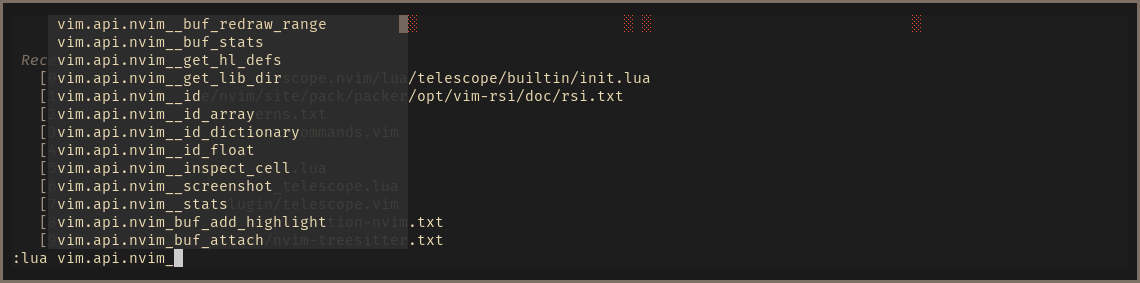 vim.api.nvim__buf_redraw_range
vim.api.nvim__buf_stats
Rec vim.api.nvim__get_hl_defs
[ vim.api.nvim__get_lib_dir scope.nvim/lua/telescope/builtin/init.lua
[ vim.api.nvim__id e/nvim/site/pack/packer/opt/vim-rsi/doc/rsi.txt
[ vim.api.nvim__id_array erns.txt
[ vim.api.nvim__id_dictionary ommands.vim
[ vim.api.nvim__id_float
[ vim.api.nvim__inspect_cell .lua
[ vim.api.nvim__screenshot _telescope.lua
[ vim.api.nvim__stats lugin/telescope.vim
[ vim.api.nvim_buf_add_highlight tion-nvim.txt
[ vim.api.nvim_buf_attach /nvim-treesitter.txt
:lua vim.api.nvim_